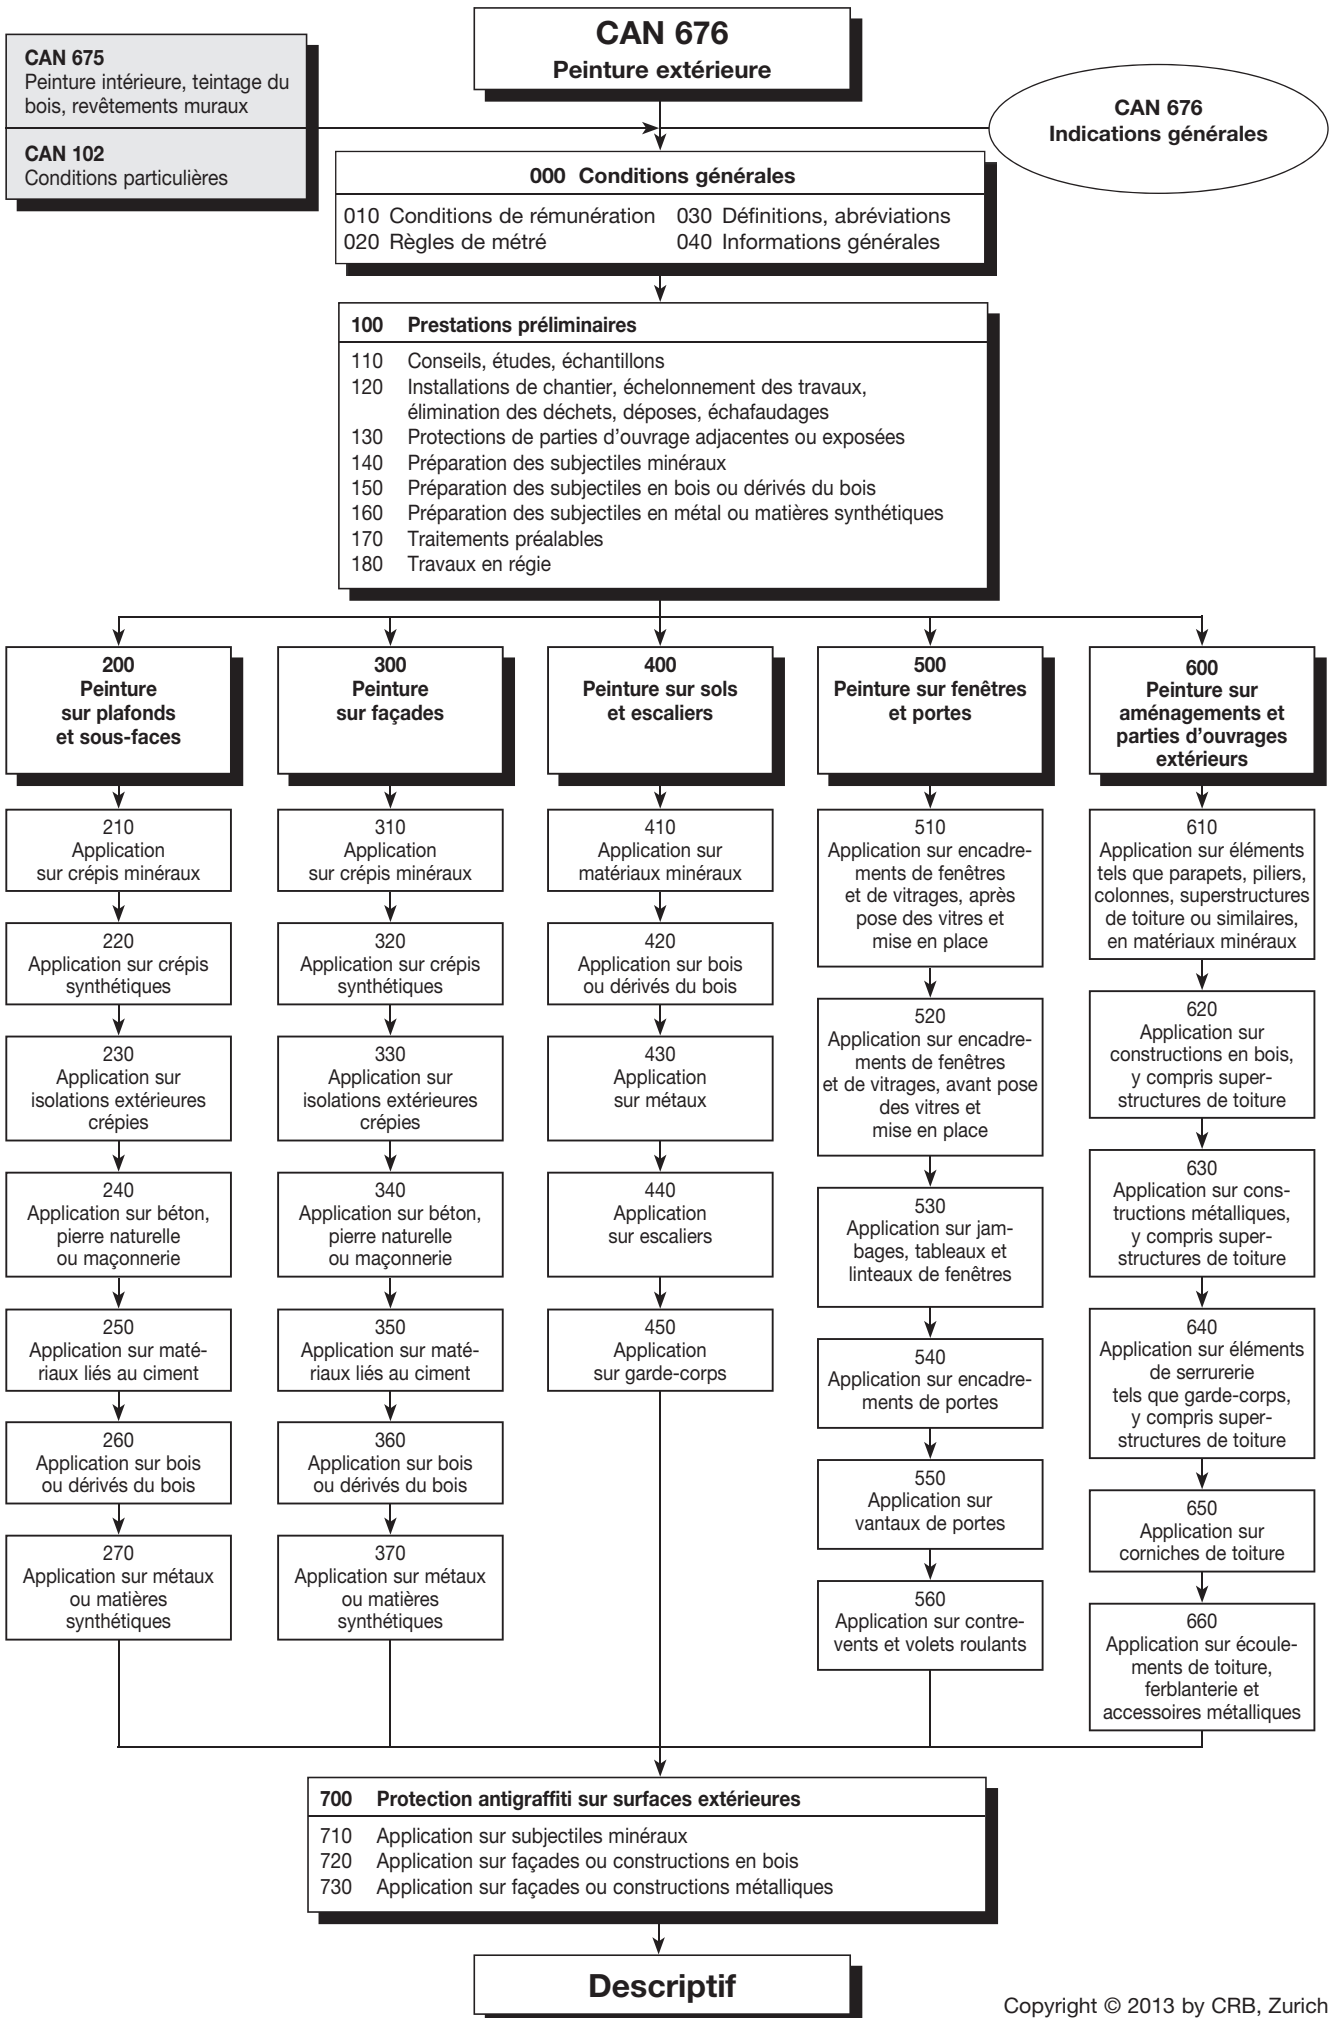 CAN 676
Peinture extérieure
CAN 675
Peinture intérieure, teintage du
bois, revêtements muraux
CAN 102
Conditions particulières
CAN 676
Indications générales
000 Conditions générales
010 Conditions de rémunération
030 Définitions, abréviations
020 Règles de métré
040 Informations générales
100 Prestations préliminaires
110 Conseils, études, échantillons
120 Installations de chantier, échelonnement des travaux,
élimination des déchets, déposes, échafaudages
130 Protections de parties d'ouvrage adjacentes ou exposées
140 Préparation des subjectiles minéraux
150 Préparation des subjectiles en bois ou dérivés du bois
160 Préparation des subjectiles en métal ou matières synthétiques
170 Traitements préalables
180 Travaux en régie
200
Peinture
sur plafonds
et sous-faces
210
Application
sur crépis minéraux
220
Application sur crépis
synthétiques
230
Application sur
isolations extérieures
crépies
240
Application sur béton,
pierre naturelle
ou maçonnerie
250
Application sur maté-
riaux liés au ciment
260
Application sur bois
ou dérivés du bois
270
Application sur métaux
ou matières
synthétiques
300
Peinture
sur façades
310
Application
sur crépis minéraux
320
Application sur crépis
synthétiques
330
Application sur
isolations extérieures
crépies
340
Application sur béton,
pierre naturelle
ou maçonnerie
350
Application sur maté-
riaux liés au ciment
360
Application sur bois
ou dérivés du bois
370
Application sur métaux
ou matières
synthétiques
400
Peinture sur sols
et escaliers
410
Application sur
matériaux minéraux
420
Application sur bois
ou dérivés du bois
430
Application
sur métaux
440
Application
sur escaliers
450
Application
sur garde-corps
500
Peinture sur fenêtres
et portes
510
Application sur encadre-
ments de fenêtres
et de vitrages, après
pose des vitres et
mise en place
520
Application sur encadre-
ments de fenêtres
et de vitrages, avant pose
des vitres et
mise en place
530
Application sur jam-
bages, tableaux et
linteaux de fenêtres
540
Application sur encadre-
ments de portes
550
Application sur
vantaux de portes
560
Application sur contre-
vents et volets roulants
600
Peinture sur
aménagements et
parties d'ouvrages
extérieurs
610
Application sur éléments
tels que parapets, piliers,
colonnes, superstructures
de toiture ou similaires,
en matériaux minéraux
620
Application sur
constructions en bois,
y compris super-
structures de toiture
630
Application sur cons-
tructions métalliques,
y compris super-
structures de toiture
640
Application sur éléments
de serrurerie
tels que garde-corps,
y compris super-
structures de toiture
650
Application sur
corniches de toiture
660
Application sur écoule-
ments de toiture,
ferblanterie et
accessoires métalliques
700 Protection antigraffiti sur surfaces extérieures
710 Application sur subjectiles minéraux
720 Application sur façades ou constructions en bois
730 Application sur façades ou constructions métalliques
Descriptif
Copyright © 2013 by CRB, Zurich